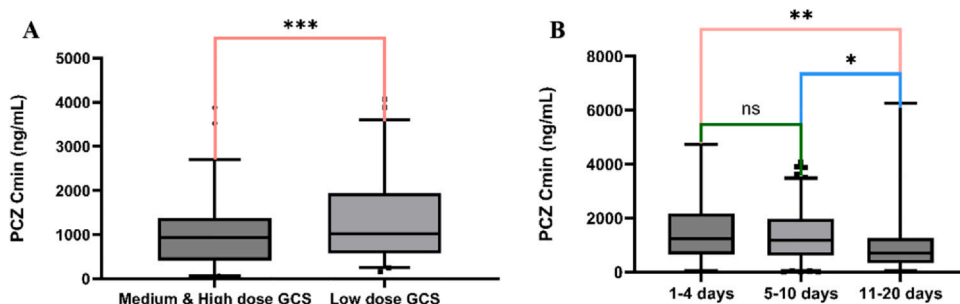 A
***
PCZ Cmin (ng/mL)
5000
4000
3000
2000
1000
0
Medium & High dose GCS
Low dose GCS
B
**
*
ns
PCZ Cmin (ng/mL)
8000
6000
4000
2000
0
1-4 days
5-10 days
11-20 days